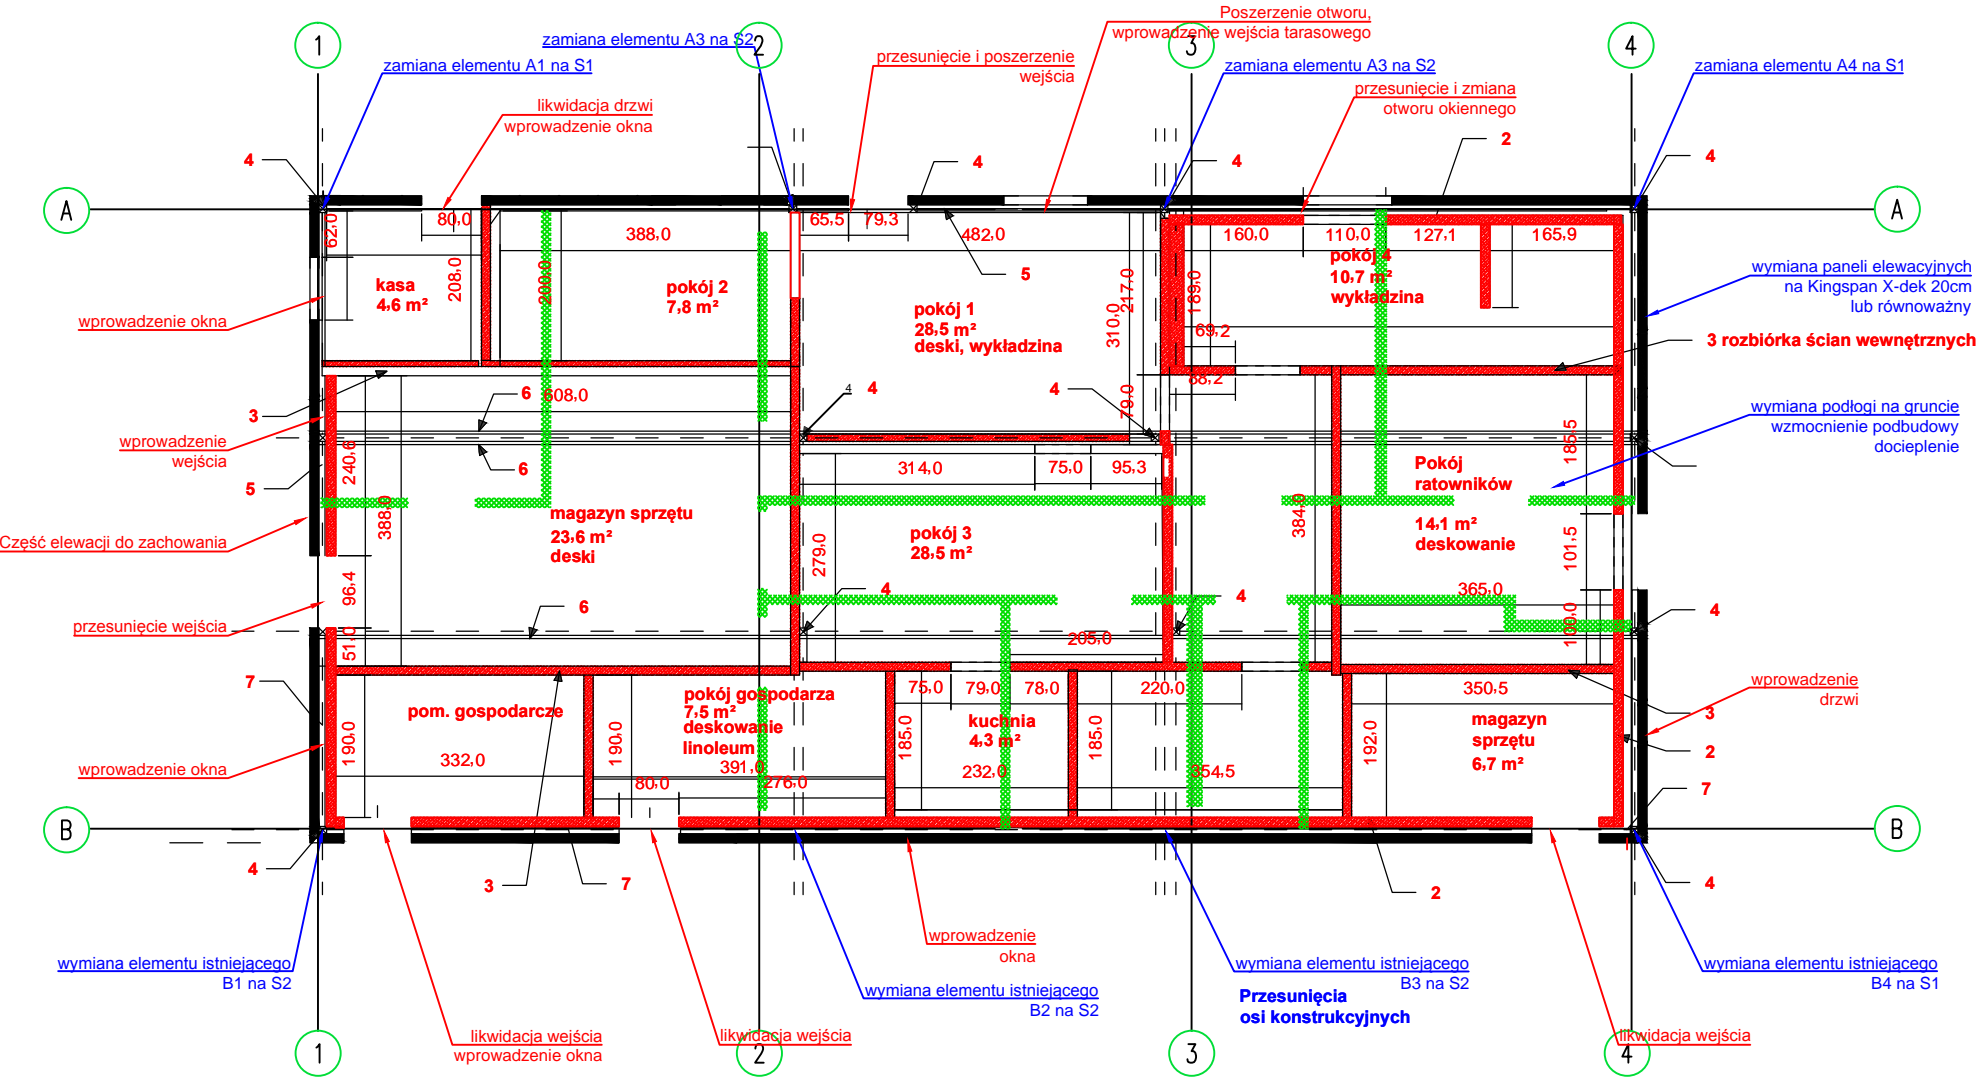 1
2
3
4
Poszerzenie otworu,
wprowadzenie wejścia tarasowego
zamiana elementu A3 na S2
zamiana elementu A1 na S1
przesunięcie i poszerzenie
wejścia
zamiana elementu A3 na S2
zamiana elementu A4 na S1
likwidacja drzwi
wprowadzenie okna
przesunięcie i zmiana
otworu okiennego
4
4
4
2
4
A
A
62,0
80,0
388,0
65,5
79,3
482,0
160,0
110,0
127,1
165,9
208,0
200,0
217,0
310,0
189,0
kasa
4,6 m²
pokój 2
7,8 m²
pokój 1
28,5 m²
deski, wykładzina
5
pokój 4
10,7 m²
wykładzina
wymiana paneli elewacyjnych
na Kingspan X-dek 20cm
lub równoważny
wprowadzenie okna
69,2
88,2
3 rozbiórka ścian wewnętrznych
3
608,0
6
6
4
4
4
79,0
wymiana podłogi na gruncie
wzmocnienie podbudowy
docieplenie
wprowadzenie
wejścia
240,6
388,0
5
314,0
75,0
95,3
185,5
Pokój
ratowników
14,1 m²
deskowanie
magazyn sprzętu
23,6 m²
deski
pokój 3
28,5 m²
279,0
384,0
101,5
365,0
100,0
Część elewacji do zachowania
96,4
51,0
przesunięcie wejścia
6
4
4
4
205,0
7
pom. gospodarcze
pokój gospodarza
7,5 m²
deskowanie
linoleum
75,0
79,0
78,0
220,0
350,5
kuchnia
4,3 m²
magazyn
sprzętu
6,7 m²
wprowadzenie
drzwi
3
2
7
190,0
190,0
185,0
185,0
192,0
332,0
391,0
80,0
276,0
232,0
354,5
wprowadzenie okna
B
B
4
3
7
2
4
wprowadzenie
okna
wymiana elementu istniejącego
B1 na S2
wymiana elementu istniejącego
B2 na S2
wymiana elementu istniejącego
B3 na S2
Przesunięcia
osi konstrukcyjnych
wymiana elementu istniejącego
B4 na S1
likwidacja wejścia
wprowadzenie okna
likwidacja wejścia
likwidacja wejścia
1
2
3
4